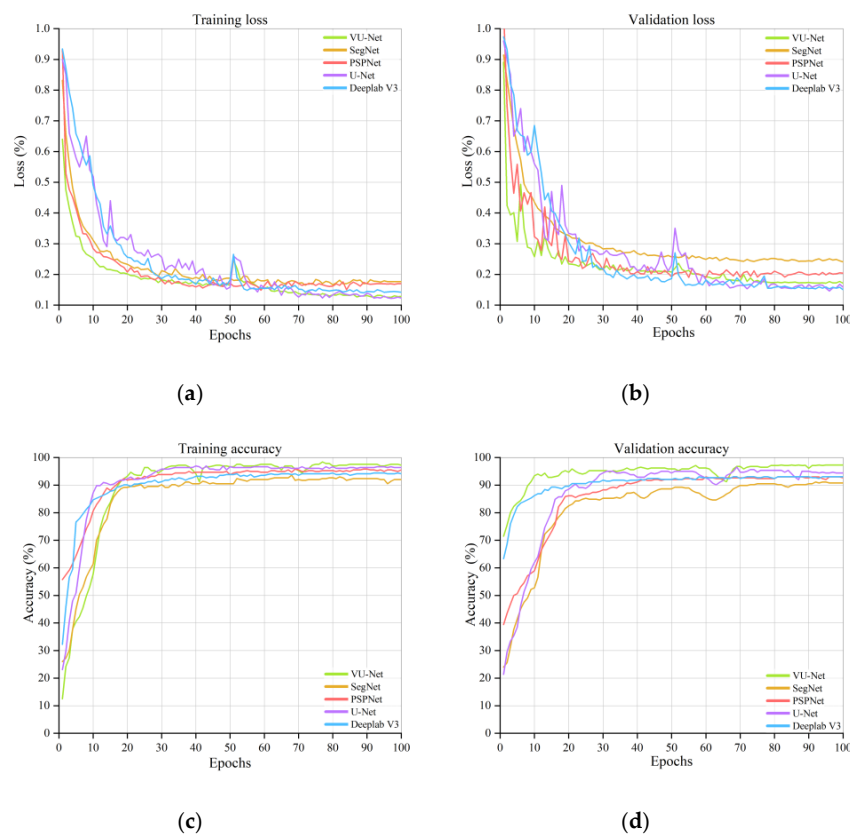 Training loss
Loss (%)
1.0
0.9
0.8
0.7
0.6
0.5
0.4
0.3
0.2
0.1
0 10 20 30 40 50 60 70 80 90 100
Epochs
VU-Net
SegNet
PSPNet
U-Net
Deeplab V3
(a)
Validation loss
Loss (%)
1.0
0.9
0.8
0.7
0.6
0.5
0.4
0.3
0.2
0.1
0 10 20 30 40 50 60 70 80 90 100
Epochs
VU-Net
SegNet
PSPNet
U-Net
Deeplab V3
(b)
Training accuracy
Accuracy (%)
100
90
80
70
60
50
40
30
20
10
0
0 10 20 30 40 50 60 70 80 90 100
Epochs
VU-Net
SegNet
PSPNet
U-Net
Deeplab V3
(c)
Validation accuracy
Accuracy (%)
100
90
80
70
60
50
40
30
20
10
0
0 10 20 30 40 50 60 70 80 90 100
Epochs
VU-Net
SegNet
PSPNet
U-Net
Deeplab V3
(d)